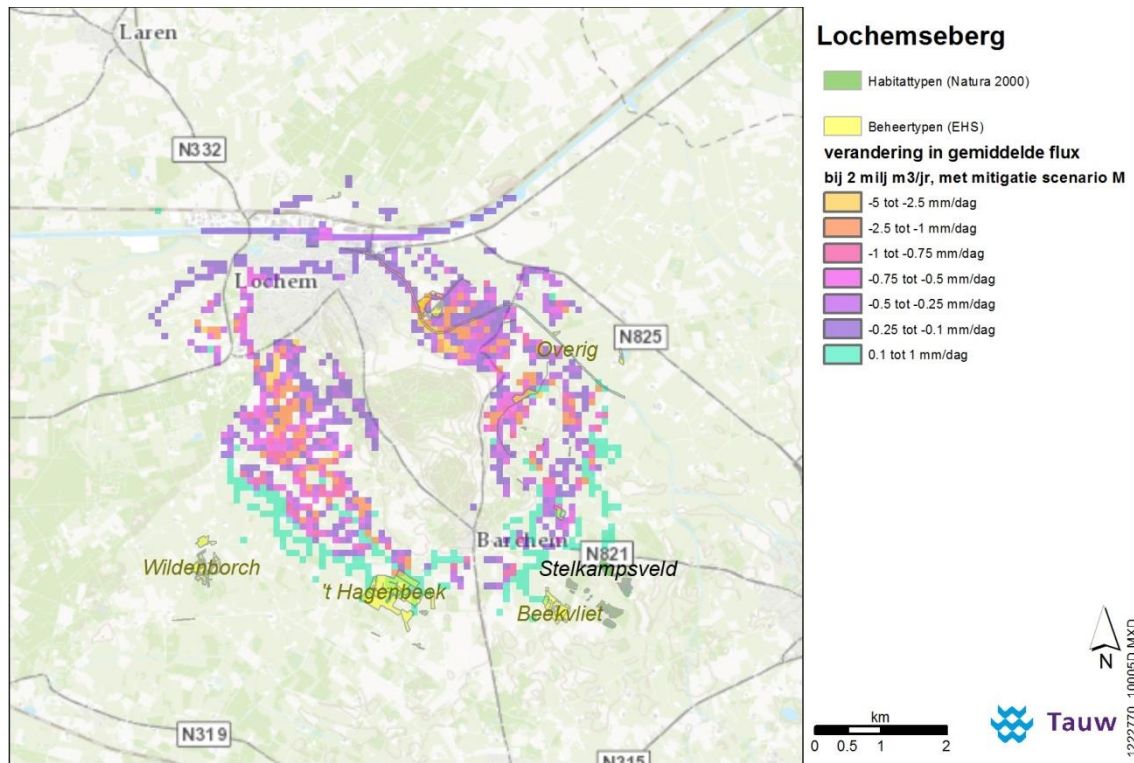 Laren
N332
Lochem
N825
Overig
Barchem
N821
Stelkampsveld
Wildenborch
't Hagenbeek
Beekvliet
N319
N315
Lochemseberg
Habitattypen (Natura 2000)
Beheertypen (EHS)
verandering in gemiddelde flux
bij 2 milj m3/jr, met mitigatie scenario M
-5 tot -2.5 mm/dag
-2.5 tot -1 mm/dag
-1 tot -0.75 mm/dag
-0.75 tot -0.5 mm/dag
-0.5 tot -0.25 mm/dag
-0.25 tot -0.1 mm/dag
0.1 tot 1 mm/dag
N
km
0 0.5 1 2
Tauw
1222770_10005D.MXD